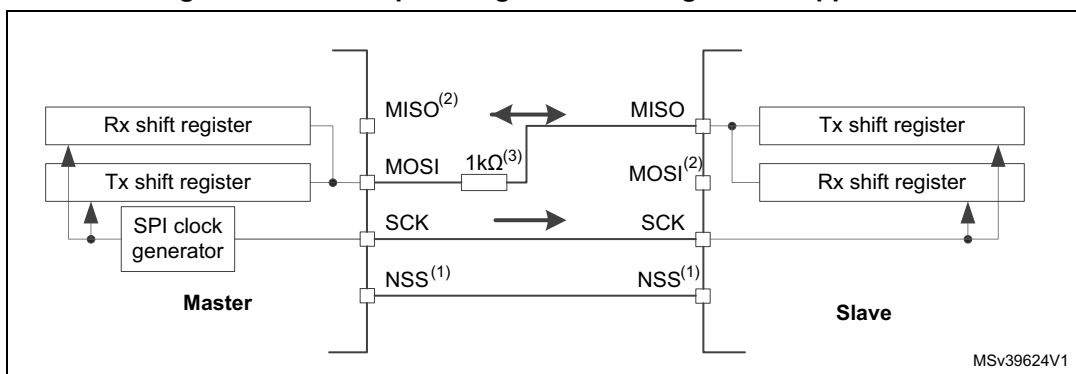 MISO(2)
MISO
Rx shift register
Tx shift register
MOSI
1kΩ(3)
MOSI(2)
Tx shift register
Rx shift register
SPI clock
generator
SCK
SCK
NSS(1)
NSS(1)
Master
Slave
MSv39624V1